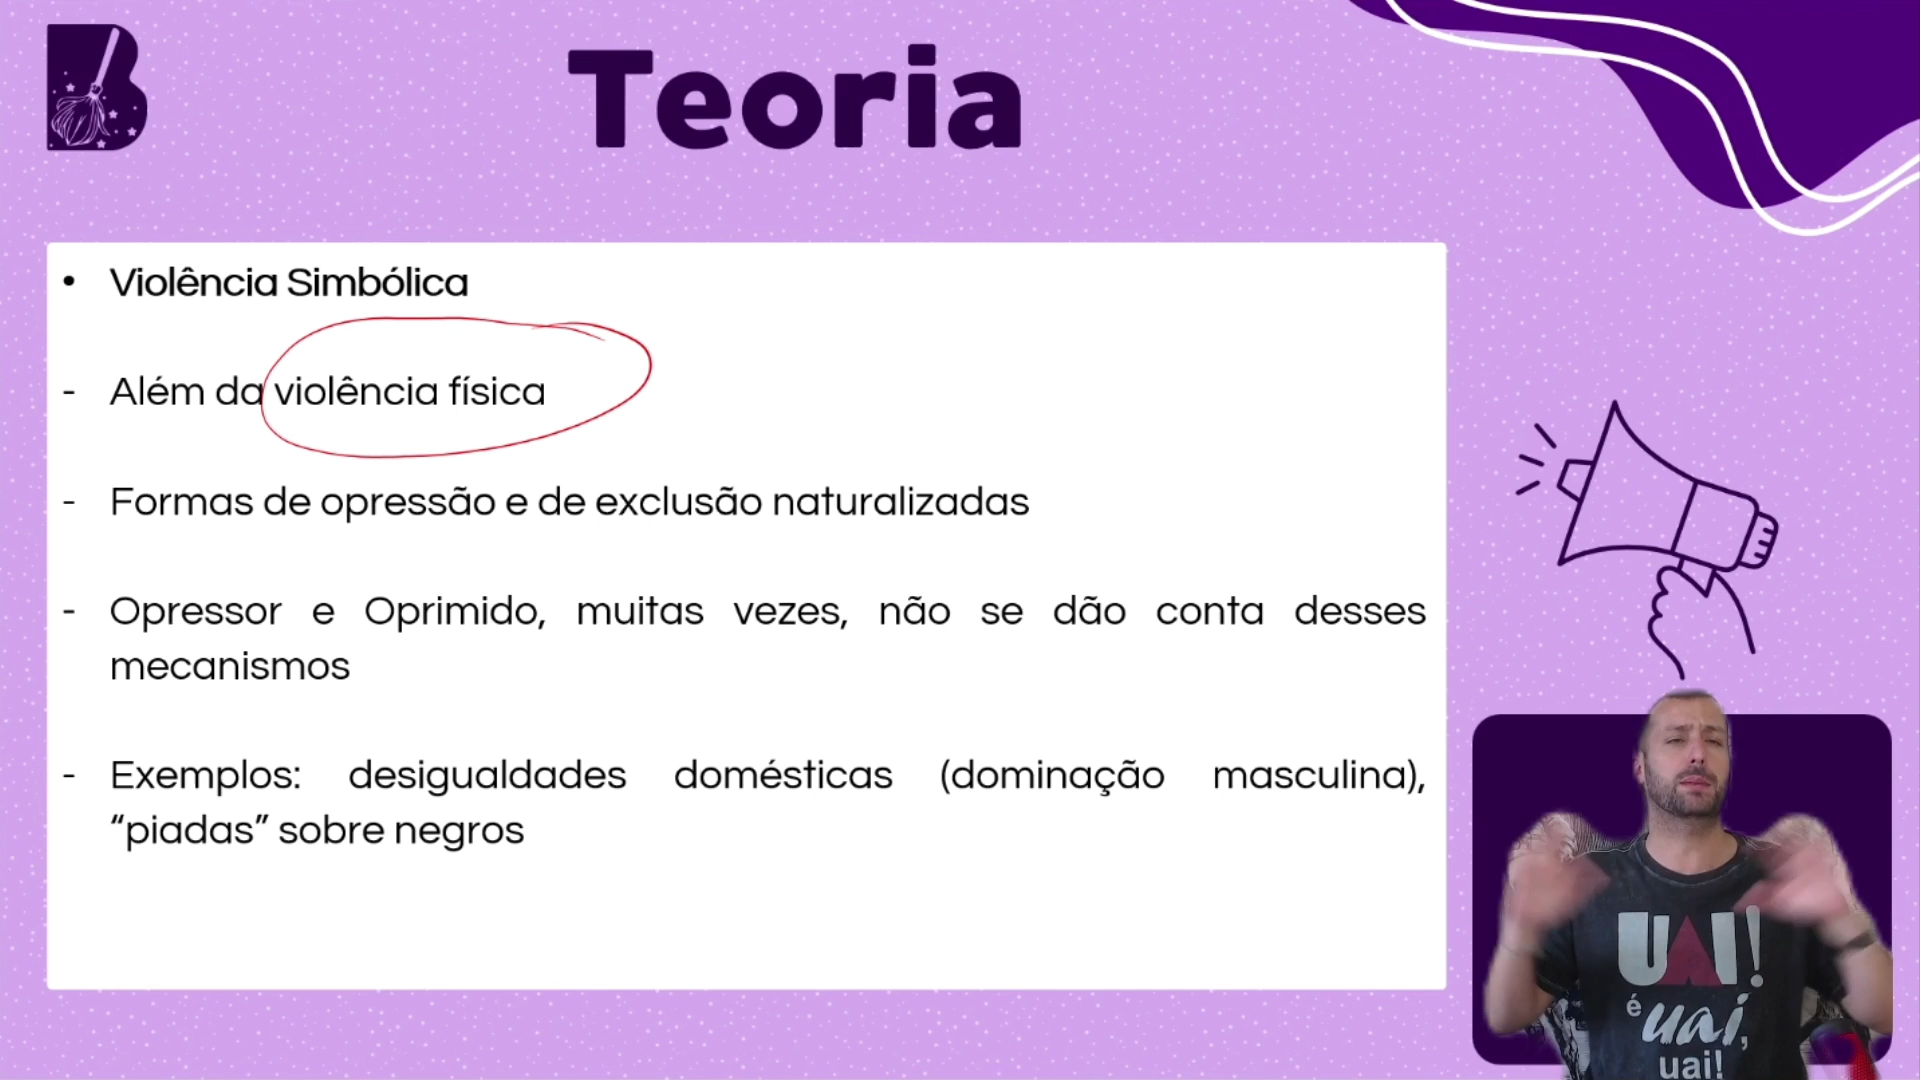 B
Teoria
• Violência Simbólica
- Além da violência física
- Formas de opressão e de exclusão naturalizadas
- Opressor e Oprimido, muitas vezes, não se dão conta desses
mecanismos
- Exemplos: desigualdades domésticas (dominação masculina),
“piadas” sobre negros
UAI!
é uai,
uai!